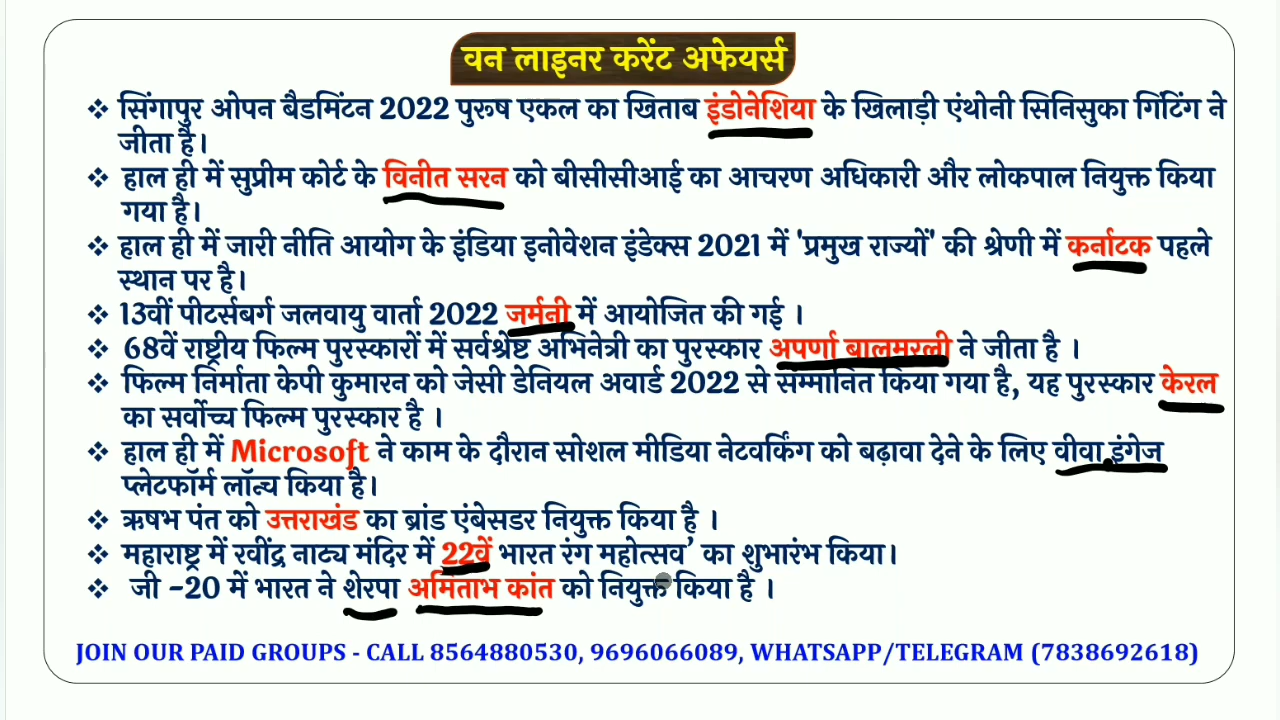 वन लाइनर करेंट अफेयर्स
❖ सिंगापुर ओपन बैडमिंटन 2022 पुरूष एकल का खिताब इंडोनेशिया के खिलाड़ी एंथोनी सिनिसुका गिंटिंग ने
जीता है।
❖ हाल ही में सुप्रीम कोर्ट के विनीत सरन को बीसीसीआई का आचरण अधिकारी और लोकपाल नियुक्त किया
गया है।
❖ हाल ही में जारी नीति आयोग के इंडिया इनोवेशन इंडेक्स 2021 में 'प्रमुख राज्यों' की श्रेणी में कर्नाटक पहले
स्थान पर है।
❖ 13वीं पीटर्सबर्ग जलवायु वार्ता 2022 जर्मनी में आयोजित की गई ।
❖ 68वें राष्ट्रीय फिल्म पुरस्कारों में सर्वश्रेष्ट अभिनेत्री का पुरस्कार अपर्णा बालमुरली ने जीता है ।
❖ फिल्म निर्माता केपी कुमारन को जेसी डेनियल अवार्ड 2022 से सम्मानित किया गया है, यह पुरस्कार केरल
का सर्वोच्च फिल्म पुरस्कार है ।
❖ हाल ही में Microsoft ने काम के दौरान सोशल मीडिया नेटवर्किंग को बढ़ावा देने के लिए वीवा इंगेज
प्लेटफॉर्म लॉन्च किया है।
❖ ऋषभ पंत को उत्तराखंड का ब्रांड एंबेसडर नियुक्त किया है ।
❖ महाराष्ट्र में रवींद्र नाट्य मंदिर में 22वें भारत रंग महोत्सव’ का शुभारंभ किया।
❖ जी -20 में भारत ने शेरपा अमिताभ कांत को नियुक्त किया है ।
JOIN OUR PAID GROUPS - CALL 8564880530, 9696066089, WHATSAPP/TELEGRAM (7838692618)